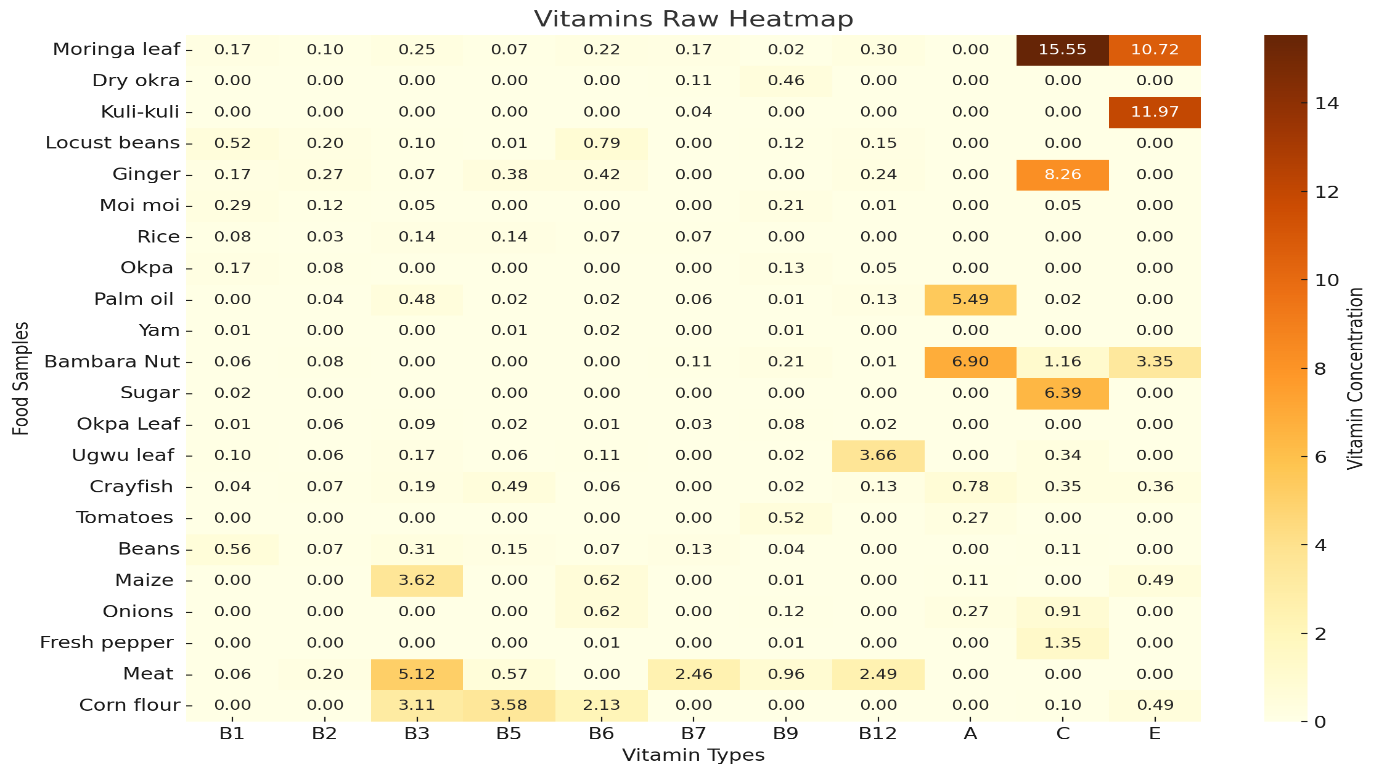 Vitamins Raw Heatmap
Moringa leaf 0.17 0.10 0.25 0.07 0.22 0.17 0.02 0.30 0.00 15.55 10.72
Dry okra 0.00 0.00 0.00 0.00 0.00 0.11 0.46 0.00 0.00 0.00 0.00
Kuli-kuli 0.00 0.00 0.00 0.00 0.00 0.04 0.00 0.00 0.00 0.00 11.97
Locust beans 0.52 0.20 0.10 0.01 0.79 0.00 0.12 0.15 0.00 0.00 0.00
Ginger 0.17 0.27 0.07 0.38 0.42 0.00 0.00 0.24 0.00 8.26 0.00
Moi moi 0.29 0.12 0.05 0.00 0.00 0.00 0.21 0.01 0.00 0.05 0.00
Rice 0.08 0.03 0.14 0.14 0.07 0.07 0.00 0.00 0.00 0.00 0.00
Okpa 0.17 0.08 0.00 0.00 0.00 0.00 0.13 0.05 0.00 0.00 0.00
Palm oil 0.00 0.04 0.48 0.02 0.02 0.06 0.01 0.13 5.49 0.02 0.00
Yam 0.01 0.00 0.00 0.01 0.02 0.00 0.01 0.00 0.00 0.00 0.00
Bambara Nut 0.06 0.08 0.00 0.00 0.00 0.11 0.21 0.01 6.90 1.16 3.35
Sugar 0.02 0.00 0.00 0.00 0.00 0.00 0.00 0.00 0.00 6.39 0.00
Okpa Leaf 0.01 0.06 0.09 0.02 0.01 0.03 0.08 0.02 0.00 0.00 0.00
Ugwu leaf 0.10 0.06 0.17 0.06 0.11 0.00 0.02 3.66 0.00 0.34 0.00
Crayfish 0.04 0.07 0.19 0.49 0.06 0.00 0.02 0.13 0.78 0.35 0.36
Tomatoes 0.00 0.00 0.00 0.00 0.00 0.00 0.52 0.00 0.27 0.00 0.00
Beans 0.56 0.07 0.31 0.15 0.07 0.13 0.04 0.00 0.00 0.11 0.00
Maize 0.00 0.00 3.62 0.00 0.62 0.00 0.01 0.00 0.11 0.00 0.49
Onions 0.00 0.00 0.00 0.00 0.62 0.00 0.12 0.00 0.27 0.91 0.00
Fresh pepper 0.00 0.00 0.00 0.00 0.01 0.00 0.01 0.00 0.00 1.35 0.00
Meat 0.06 0.20 5.12 0.57 0.00 2.46 0.96 2.49 0.00 0.00 0.00
Corn flour 0.00 0.00 3.11 3.58 2.13 0.00 0.00 0.00 0.00 0.10 0.49
B1 B2 B3 B5 B6 B7 B9 B12 A C E
Vitamin Types
Food Samples
14
12
10
8
6
4
2
0
Vitamin Concentration